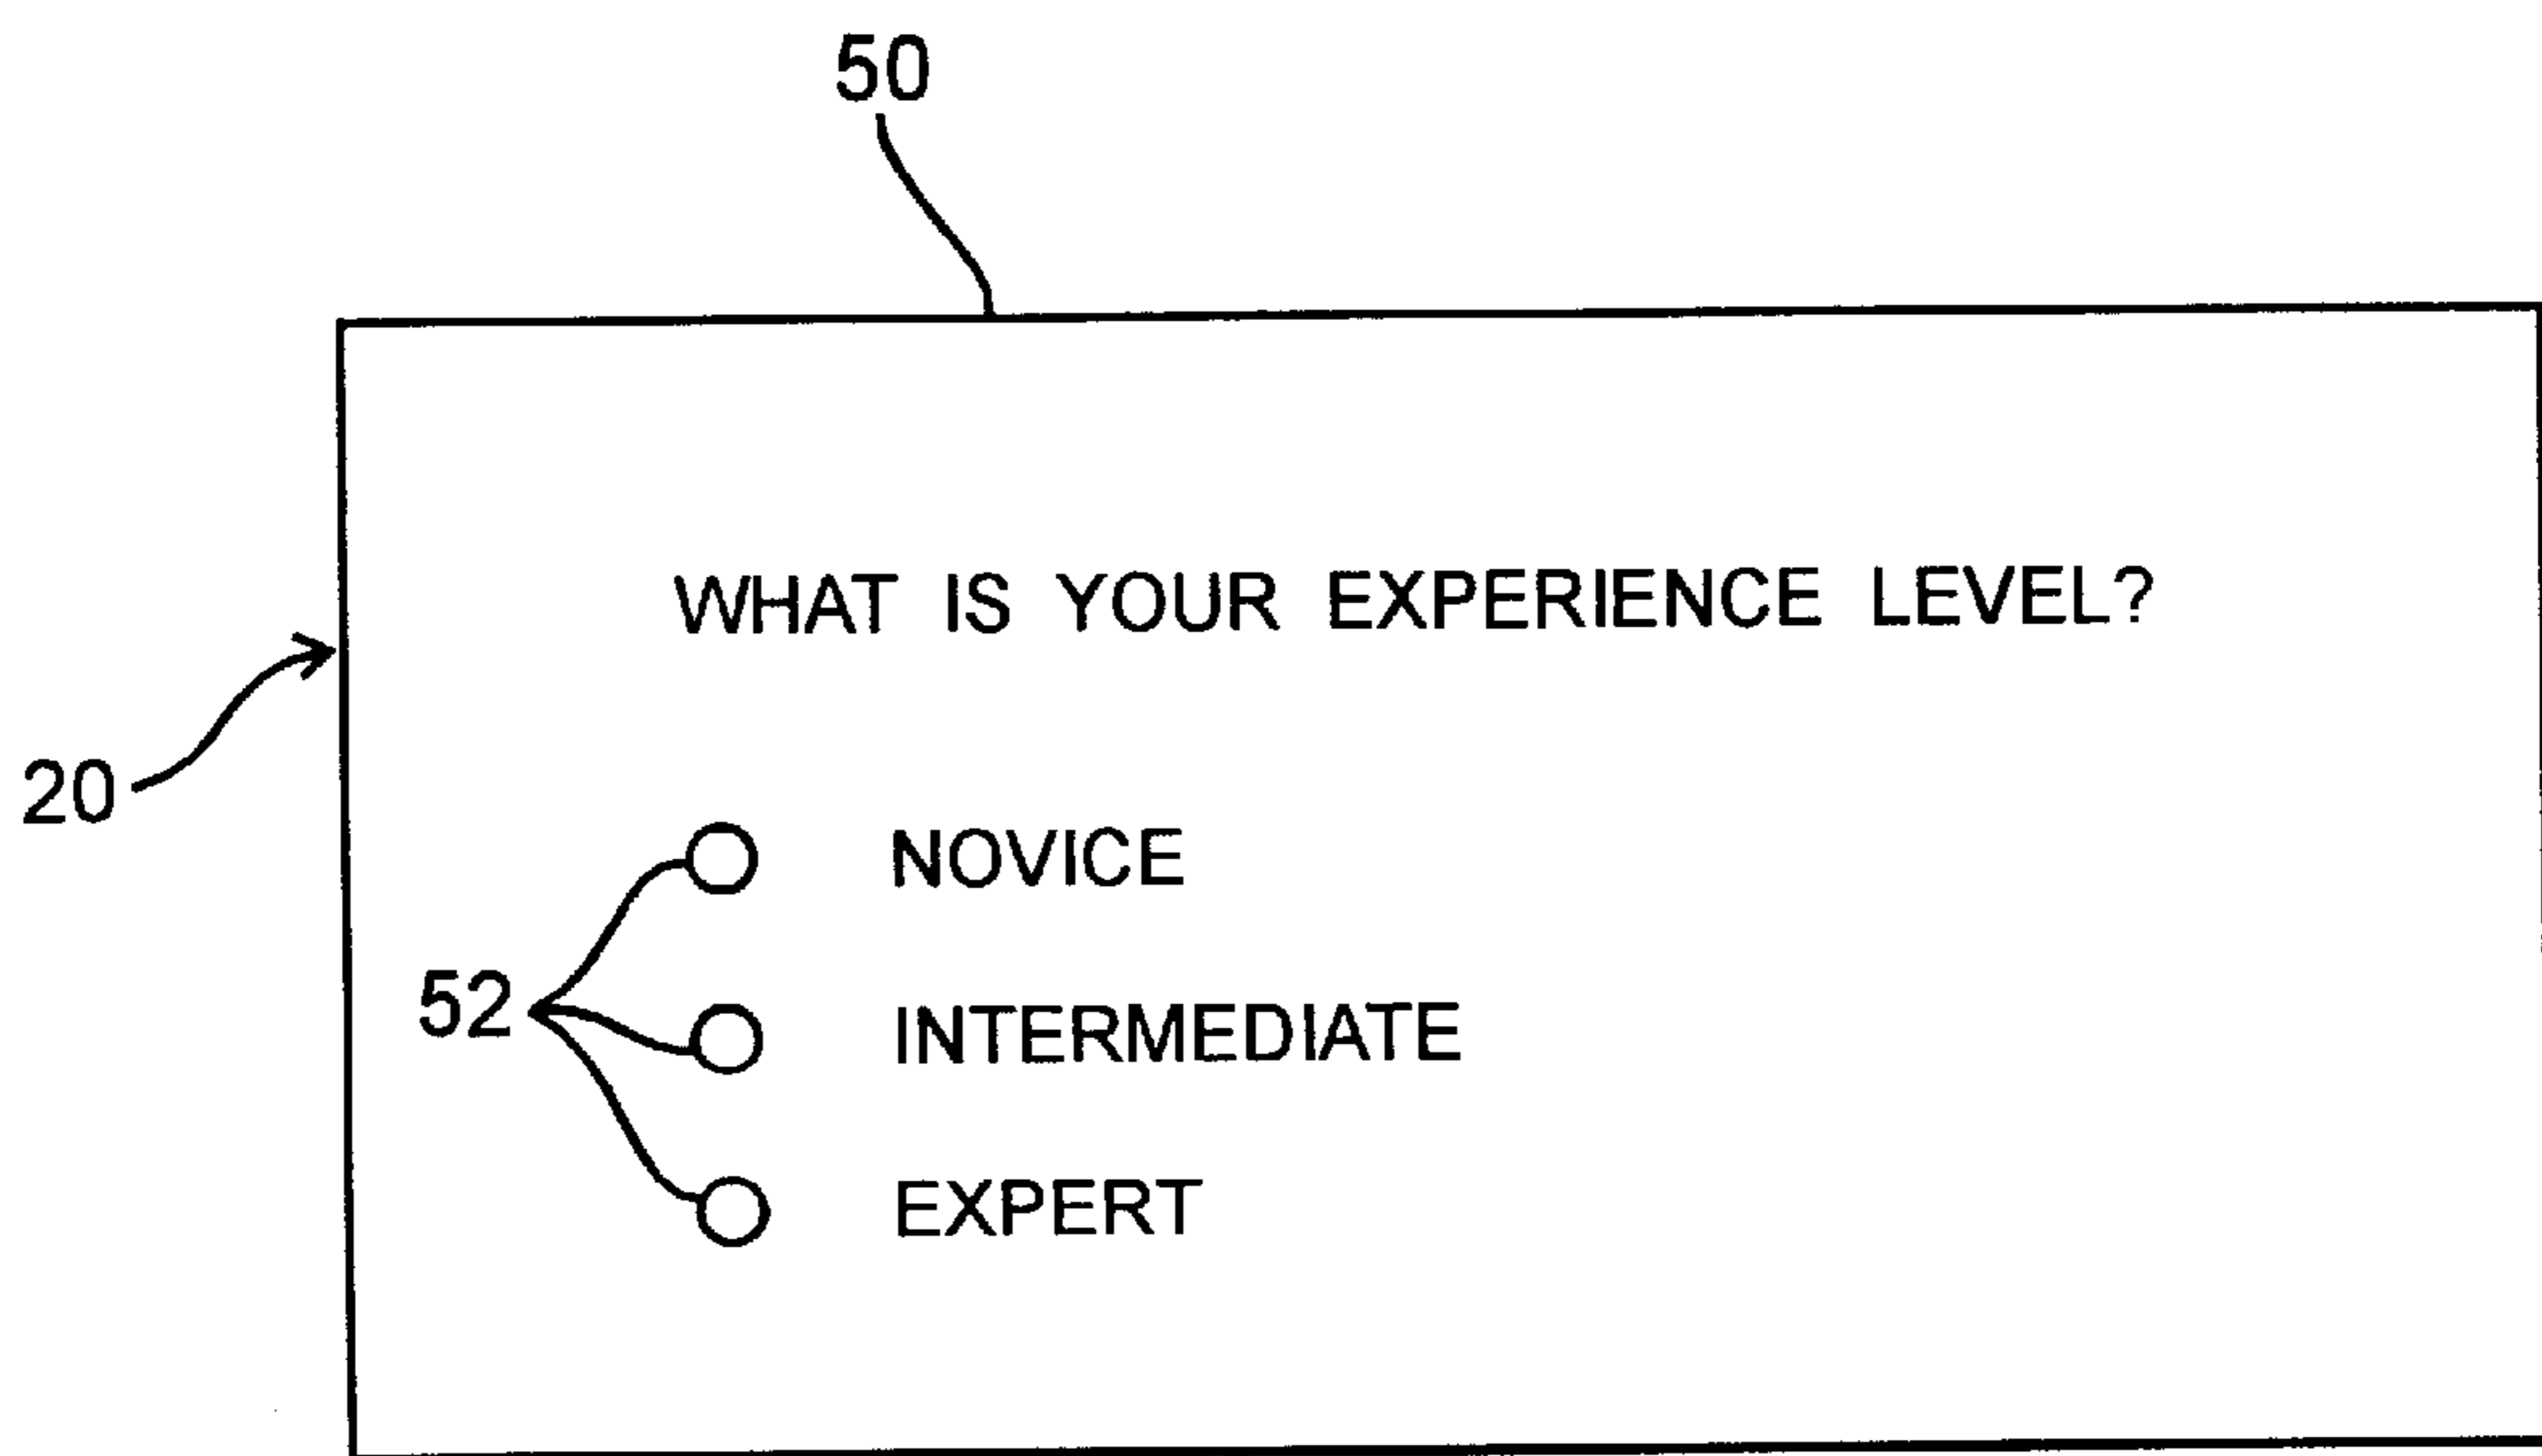 50
WHAT IS YOUR EXPERIENCE LEVEL?
20
NOVICE
52
INTERMEDIATE
EXPERT